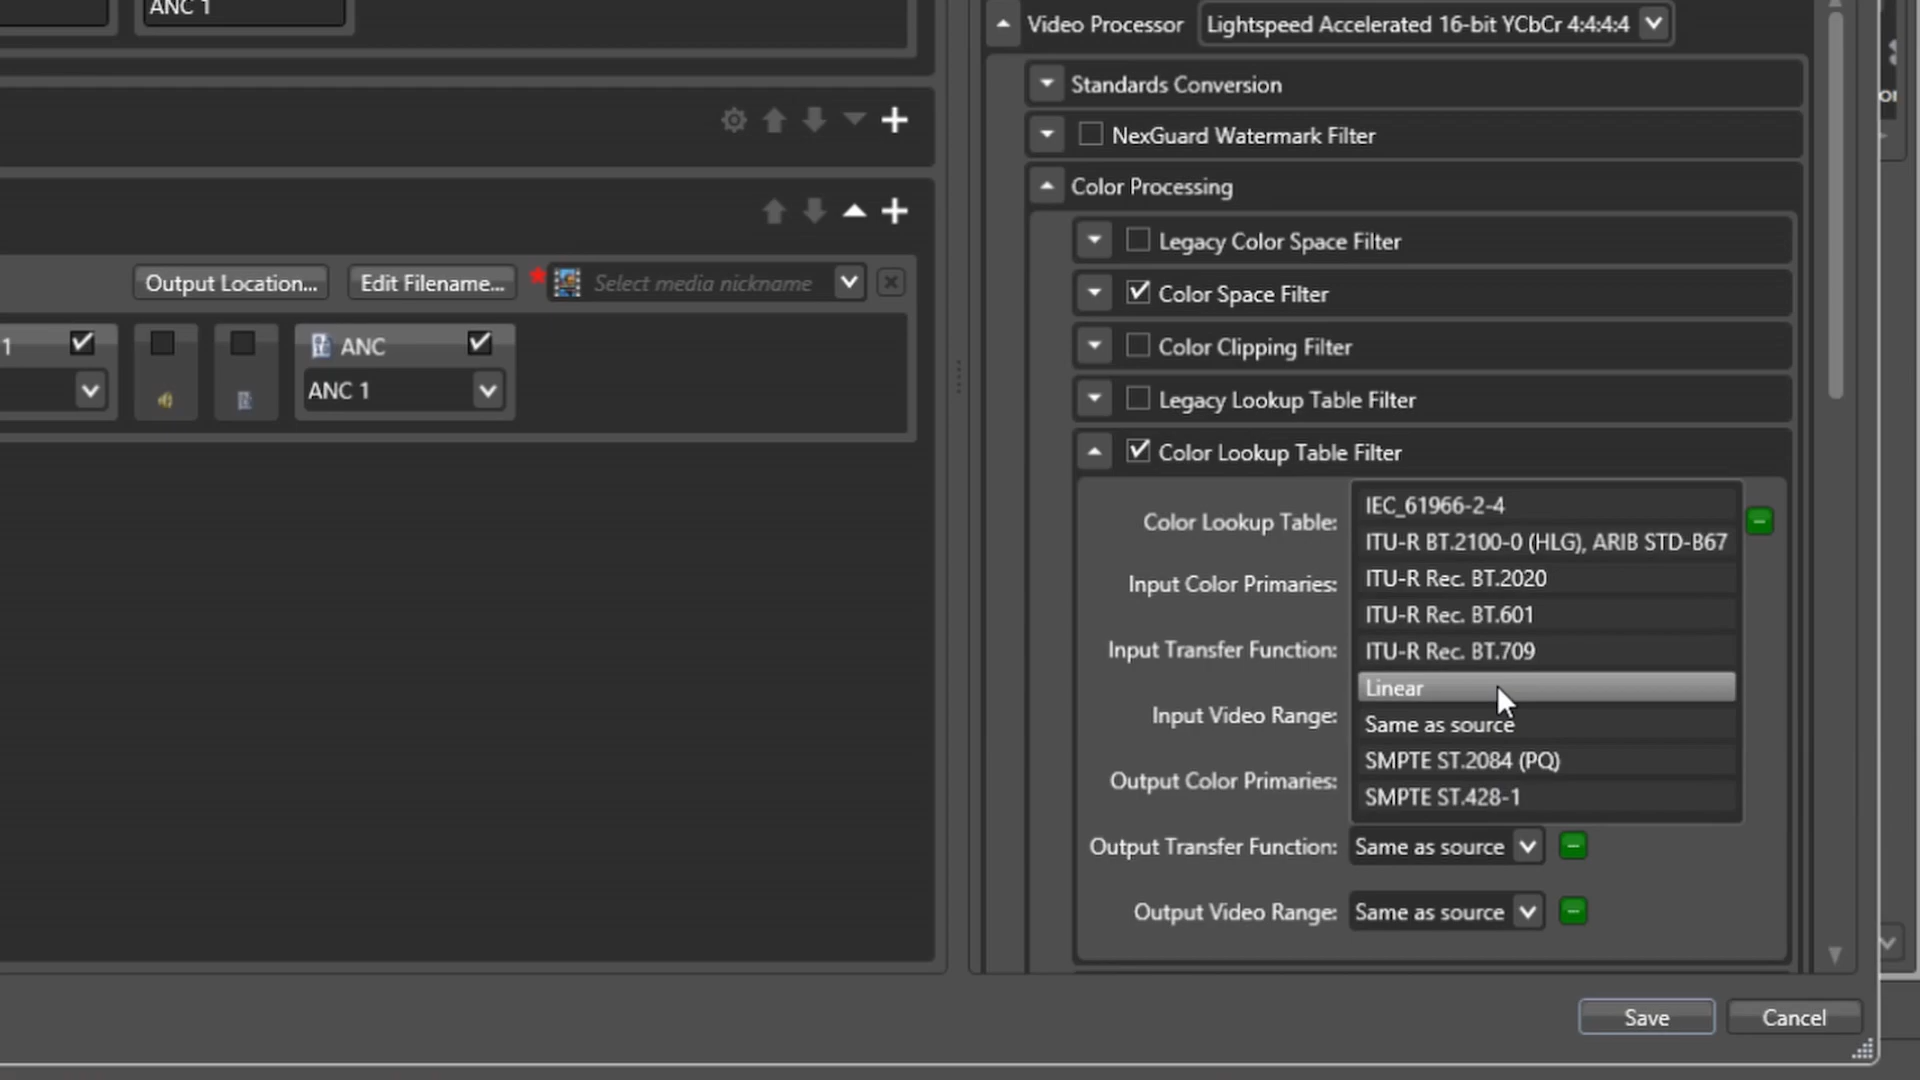 ANC 1
Video Processor Lightspeed Accelerated 16-bit YCbCr 4:4:4:4
Standards Conversion
NexGuard Watermark Filter
Color Processing
Legacy Color Space Filter
Output Location... Edit Filename... * Select media nickname
Color Space Filter
1 ANC
Color Clipping Filter
ANC 1
Legacy Lookup Table Filter
Color Lookup Table Filter
Color Lookup Table:
IEC_61966-2-4
ITU-R BT.2100-0 (HLG), ARIB STD-B67
Input Color Primaries:
ITU-R Rec. BT.2020
ITU-R Rec. BT.601
Input Transfer Function:
ITU-R Rec. BT.709
Linear
Input Video Range:
Same as source
SMPTE ST.2084 (PQ)
Output Color Primaries:
SMPTE ST.428-1
Output Transfer Function: Same as source
Output Video Range: Same as source
Save Cancel